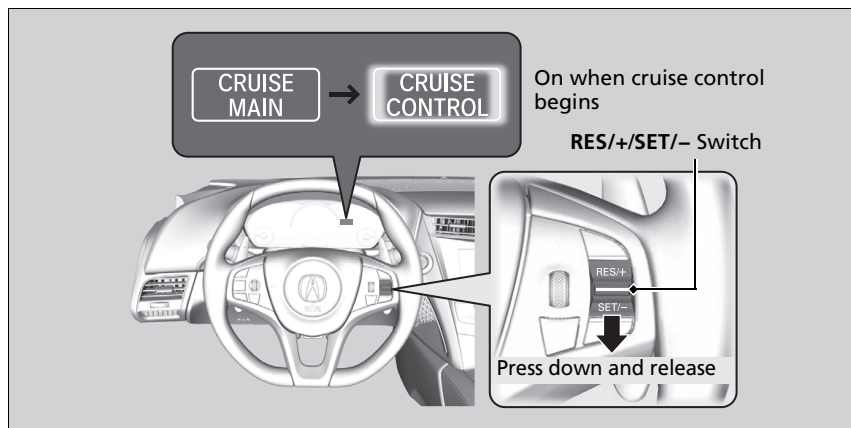 CRUISE
MAIN
CRUISE
CONTROL
On when cruise control
begins
RES/+/SET/− Switch
RES/+
SET/−
Press down and release